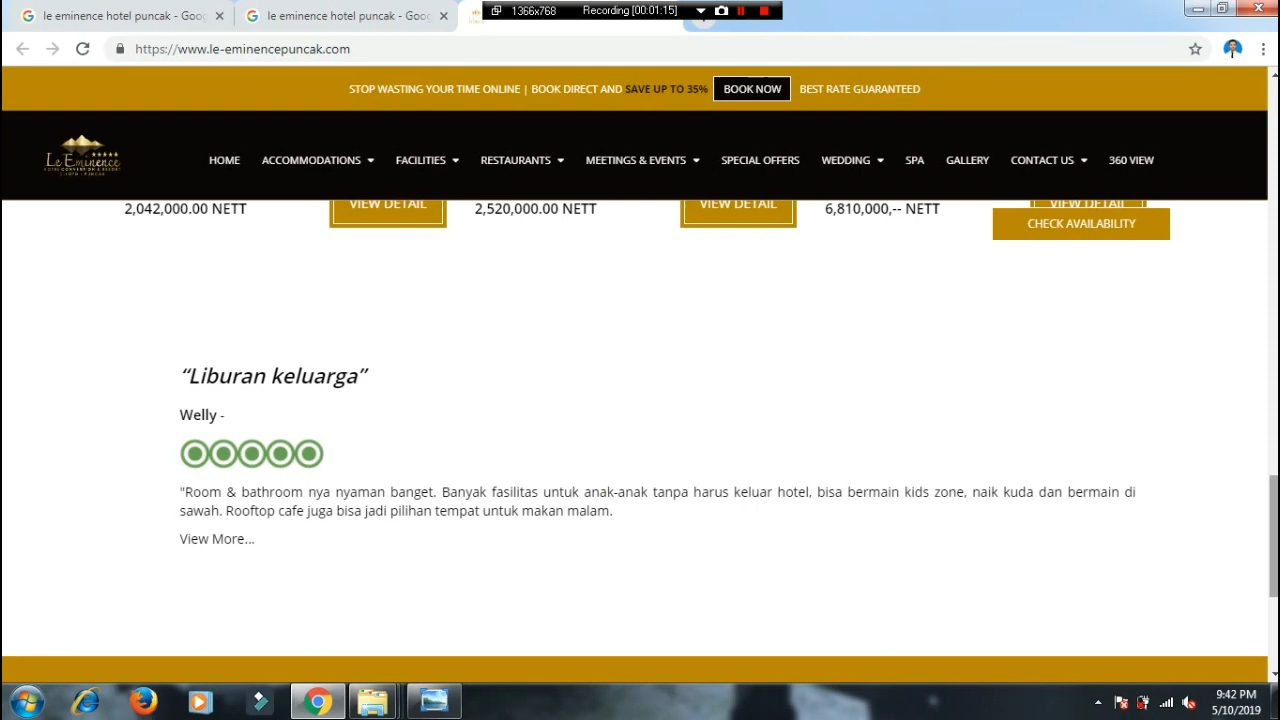 le eminence hotel puncak - Goo
le eminence hotel puncak - Goog
1366x768
Recording [00:01:15]
https://www.le-eminencepuncak.com
STOP WASTING YOUR TIME ONLINE | BOOK DIRECT AND SAVE UP TO 35% BOOK NOW BEST RATE GUARANTEED
Le Eminence
HOTEL CONVENTION & RESORT
HOME ACCOMMODATIONS FACILITIES RESTAURANTS MEETINGS & EVENTS SPECIAL OFFERS WEDDING SPA GALLERY CONTACT US 360 VIEW
2,042,000.00 NETT VIEW DETAIL 2,520,000.00 NETT VIEW DETAIL 6,810,000,-- NETT VIEW DETAIL
CHECK AVAILABILITY
“Liburan keluarga”
Welly -
"Room & bathroom nya nyaman banget. Banyak fasilitas untuk anak-anak tanpa harus keluar hotel, bisa bermain kids zone, naik kuda dan bermain di
sawah. Rooftop cafe juga bisa jadi pilihan tempat untuk makan malam.
View More...
9:42 PM
5/10/2019